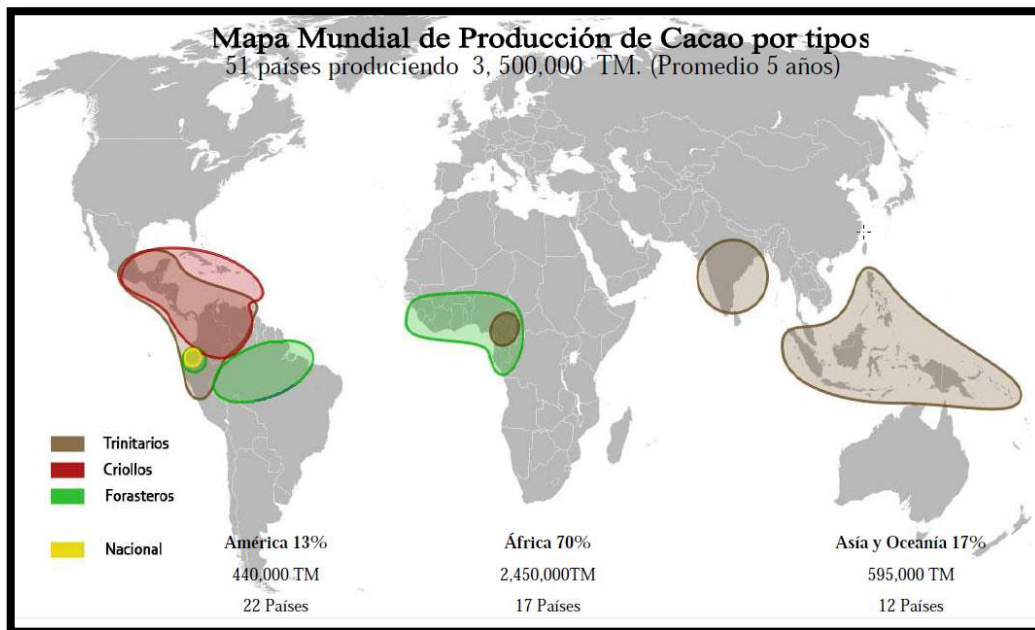 Mapa Mundial de Producción de Cacao por tipos
51 países produciendo 3, 500,000 TM. (Promedio 5 años)
Trinitarios
Criollos
Forasteros
Nacional
América 13%
440,000 TM
22 Países
África 70%
2,450,000TM
17 Países
Asía y Oceanía 17%
595,000 TM
12 Países